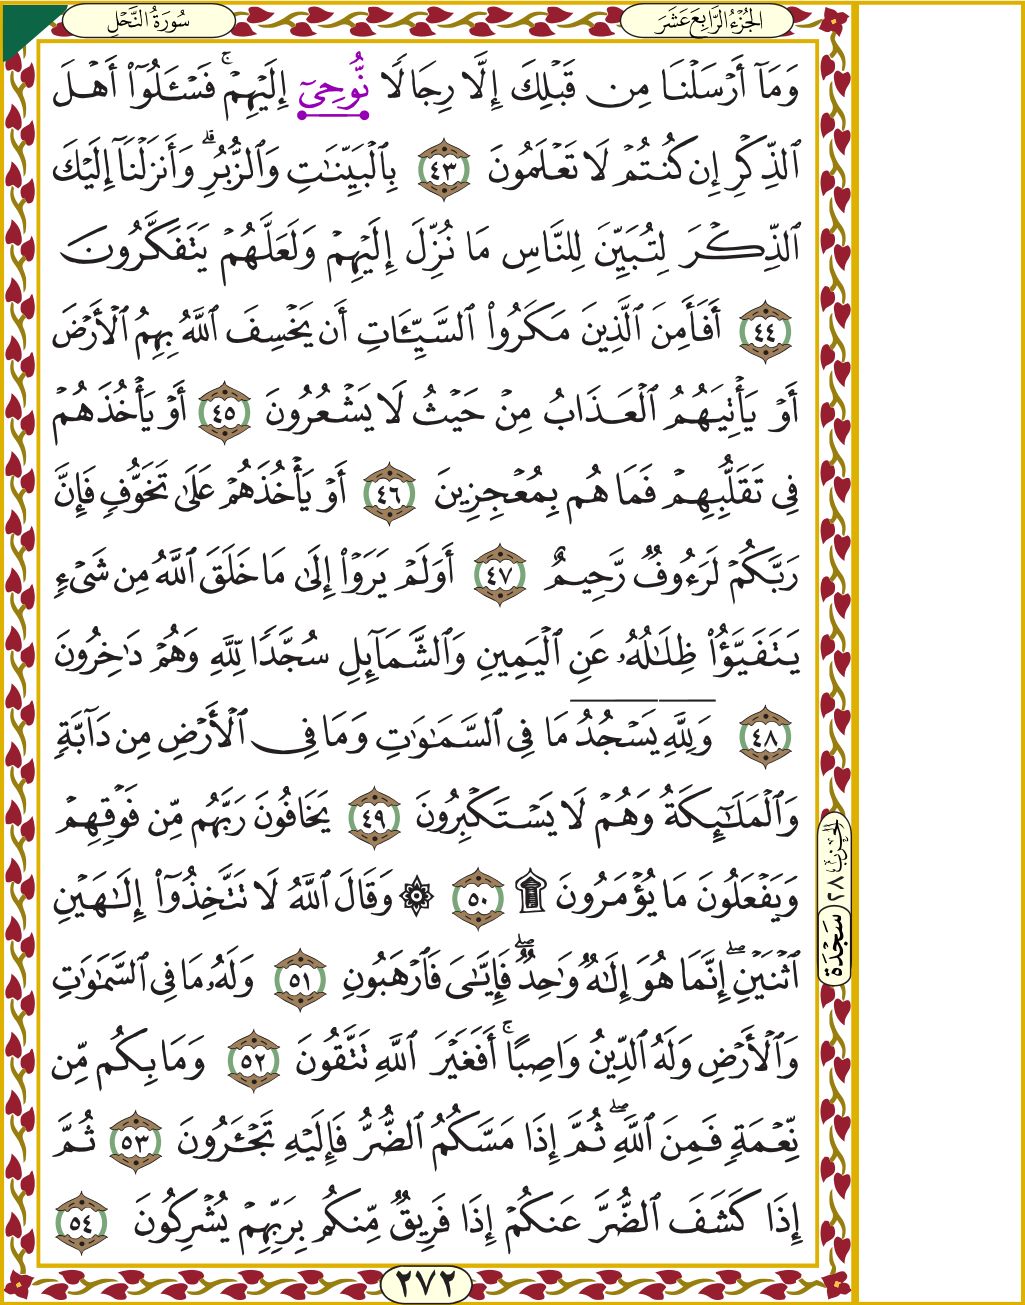 الجُزْءُ الرَّابِعَ عَشَرَ
سُورَةُ النَّحْلِ
وَمَآ أَرْسَلْنَا مِن قَبْلِكَ إِلَّا رِجَالًا نُّوحِىٓ إِلَيْهِمْ ۚ فَسْـَٔلُوٓا۟ أَهْلَ
ٱلذِّكْرِ إِن كُنتُمْ لَا تَعْلَمُونَ ٤٣ بِٱلْبَيِّنَـٰتِ وَٱلزُّبُرِ ۗ وَأَنزَلْنَآ إِلَيْكَ
ٱلذِّكْرَ لِتُبَيِّنَ لِلنَّاسِ مَا نُزِّلَ إِلَيْهِمْ وَلَعَلَّهُمْ يَتَفَكَّرُونَ
٤٤ أَفَأَمِنَ ٱلَّذِينَ مَكَرُوا۟ ٱلسَّيِّـَٔاتِ أَن يَخْسِفَ ٱللَّهُ بِهِمُ ٱلْأَرْضَ
أَوْ يَأْتِيَهُمُ ٱلْعَذَابُ مِنْ حَيْثُ لَا يَشْعُرُونَ ٤٥ أَوْ يَأْخُذَهُمْ
فِى تَقَلُّبِهِمْ فَمَا هُم بِمُعْجِزِينَ ٤٦ أَوْ يَأْخُذَهُمْ عَلَىٰ تَخَوُّفٍ فَإِنَّ
رَبَّكُمْ لَرَءُوفٌ رَّحِيمٌ ٤٧ أَوَلَمْ يَرَوْا۟ إِلَىٰ مَا خَلَقَ ٱللَّهُ مِن شَىْءٍ
يَتَفَيَّؤُا۟ ظِلَـٰلُهُۥ عَنِ ٱلْيَمِينِ وَٱلشَّمَآئِلِ سُجَّدًا لِّلَّهِ وَهُمْ دَٰخِرُونَ
٤٨ وَلِلَّهِ يَسْجُدُ مَا فِى ٱلسَّمَـٰوَٰتِ وَمَا فِى ٱلْأَرْضِ مِن دَآبَّةٍ
وَٱلْمَلَـٰٓئِكَةُ وَهُمْ لَا يَسْتَكْبِرُونَ ٤٩ يَخَافُونَ رَبَّهُم مِّن فَوْقِهِمْ
وَيَفْعَلُونَ مَا يُؤْمَرُونَ ۩ ٥٠ ۞ وَقَالَ ٱللَّهُ لَا تَتَّخِذُوٓا۟ إِلَـٰهَيْنِ
ٱثْنَيْنِ ۖ إِنَّمَا هُوَ إِلَـٰهٌ وَٰحِدٌ ۖ فَإِيَّـٰىَ فَٱرْهَبُونِ ٥١ وَلَهُۥ مَا فِى ٱلسَّمَـٰوَٰتِ
وَٱلْأَرْضِ وَلَهُ ٱلدِّينُ وَاصِبًا ۚ أَفَغَيْرَ ٱللَّهِ تَتَّقُونَ ٥٢ وَمَا بِكُم مِّن
نِّعْمَةٍ فَمِنَ ٱللَّهِ ۖ ثُمَّ إِذَا مَسَّكُمُ ٱلضُّرُّ فَإِلَيْهِ تَجْـَٔرُونَ ٥٣ ثُمَّ
إِذَا كَشَفَ ٱلضُّرَّ عَنكُمْ إِذَا فَرِيقٌ مِّنكُم بِرَبِّهِمْ يُشْرِكُونَ ٥٤
الحِزْبُ ٢٨
سَجْدَة
٢٧٢